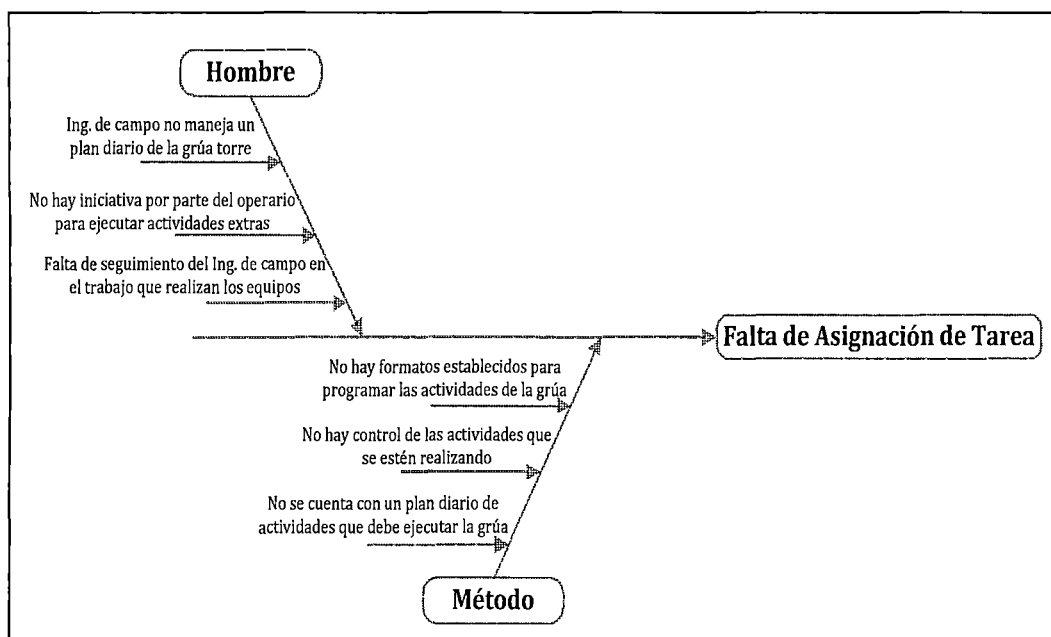 Hombre
Ing. de campo no maneja un
plan diario de la grúa torre
No hay iniciativa por parte del operario
para ejecutar actividades extras
Falta de seguimiento del Ing. de campo en
el trabajo que realizan los equipos
Falta de Asignación de Tarea
No hay formatos establecidos para
programar las actividades de la grúa
No hay control de las actividades que
se estén realizando
No se cuenta con un plan diario de
actividades que debe ejecutar la grúa
Método